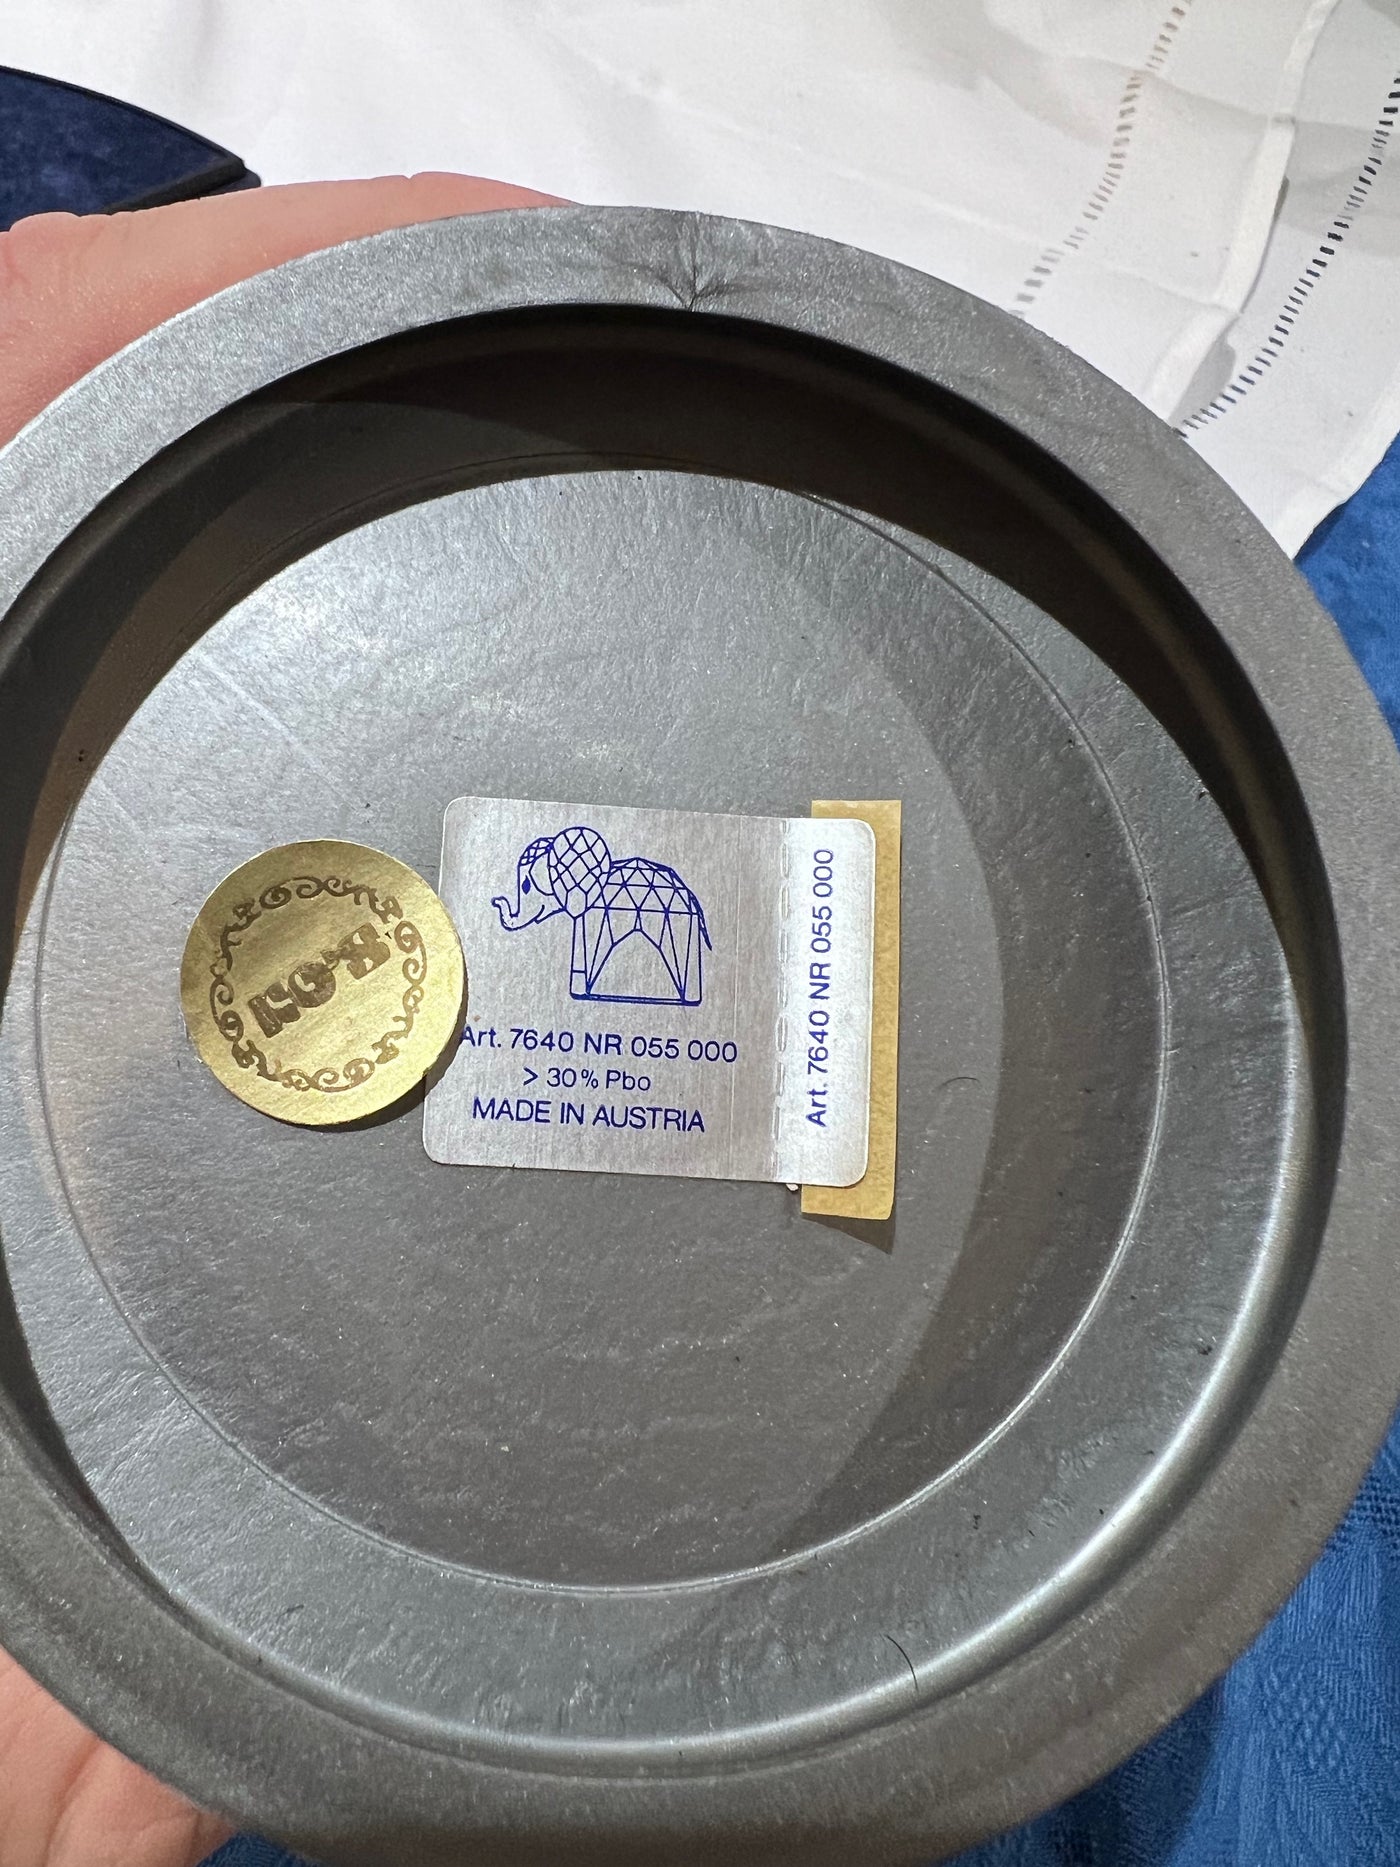 Art. 7640 NR 055 000
> 30% Pbo
MADE IN AUSTRIA
Art. 7640 NR 055 000